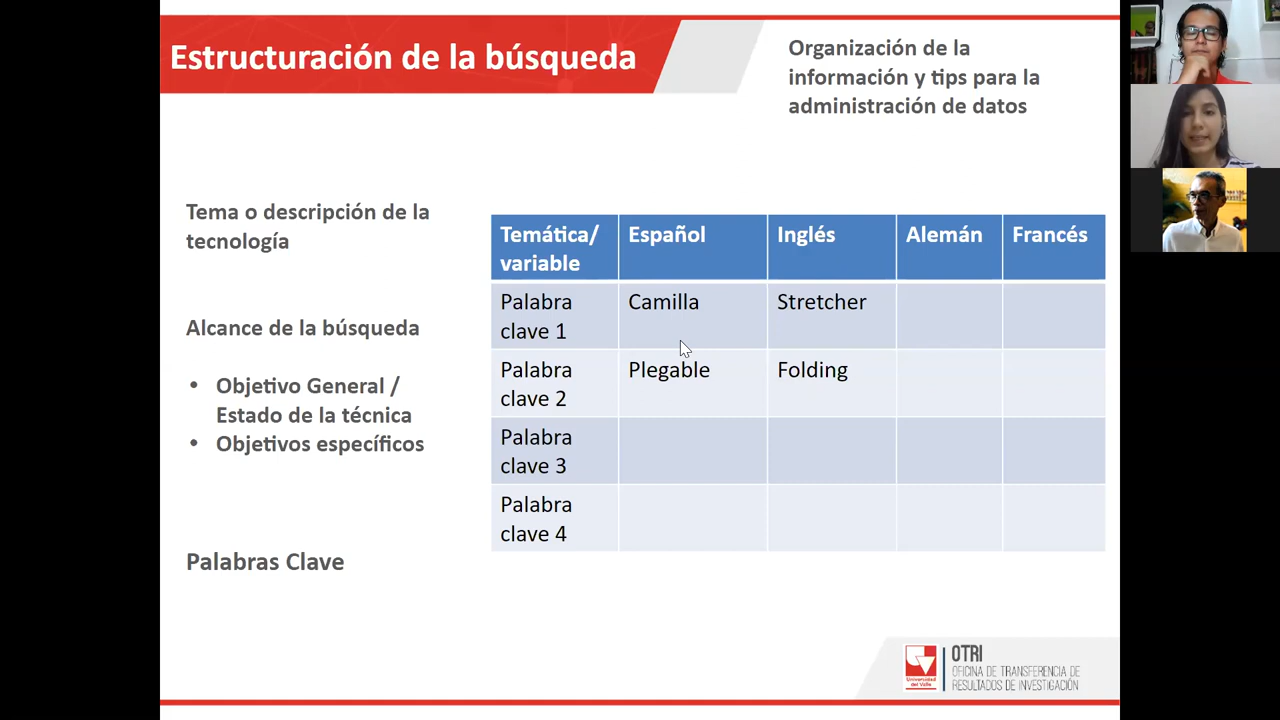 Estructuración de la búsqueda
Organización de la
información y tips para la
administración de datos
Tema o descripción de la
tecnología
Alcance de la búsqueda
• Objetivo General /
Estado de la técnica
• Objetivos específicos
Palabras Clave
Temática/
variable
Español
Inglés
Alemán
Francés
Palabra
clave 1
Camilla
Stretcher
Palabra
clave 2
Plegable
Folding
Palabra
clave 3
Palabra
clave 4
Universidad
del Valle
OTRI
OFICINA DE TRANSFERENCIA DE
RESULTADOS DE INVESTIGACIÓN